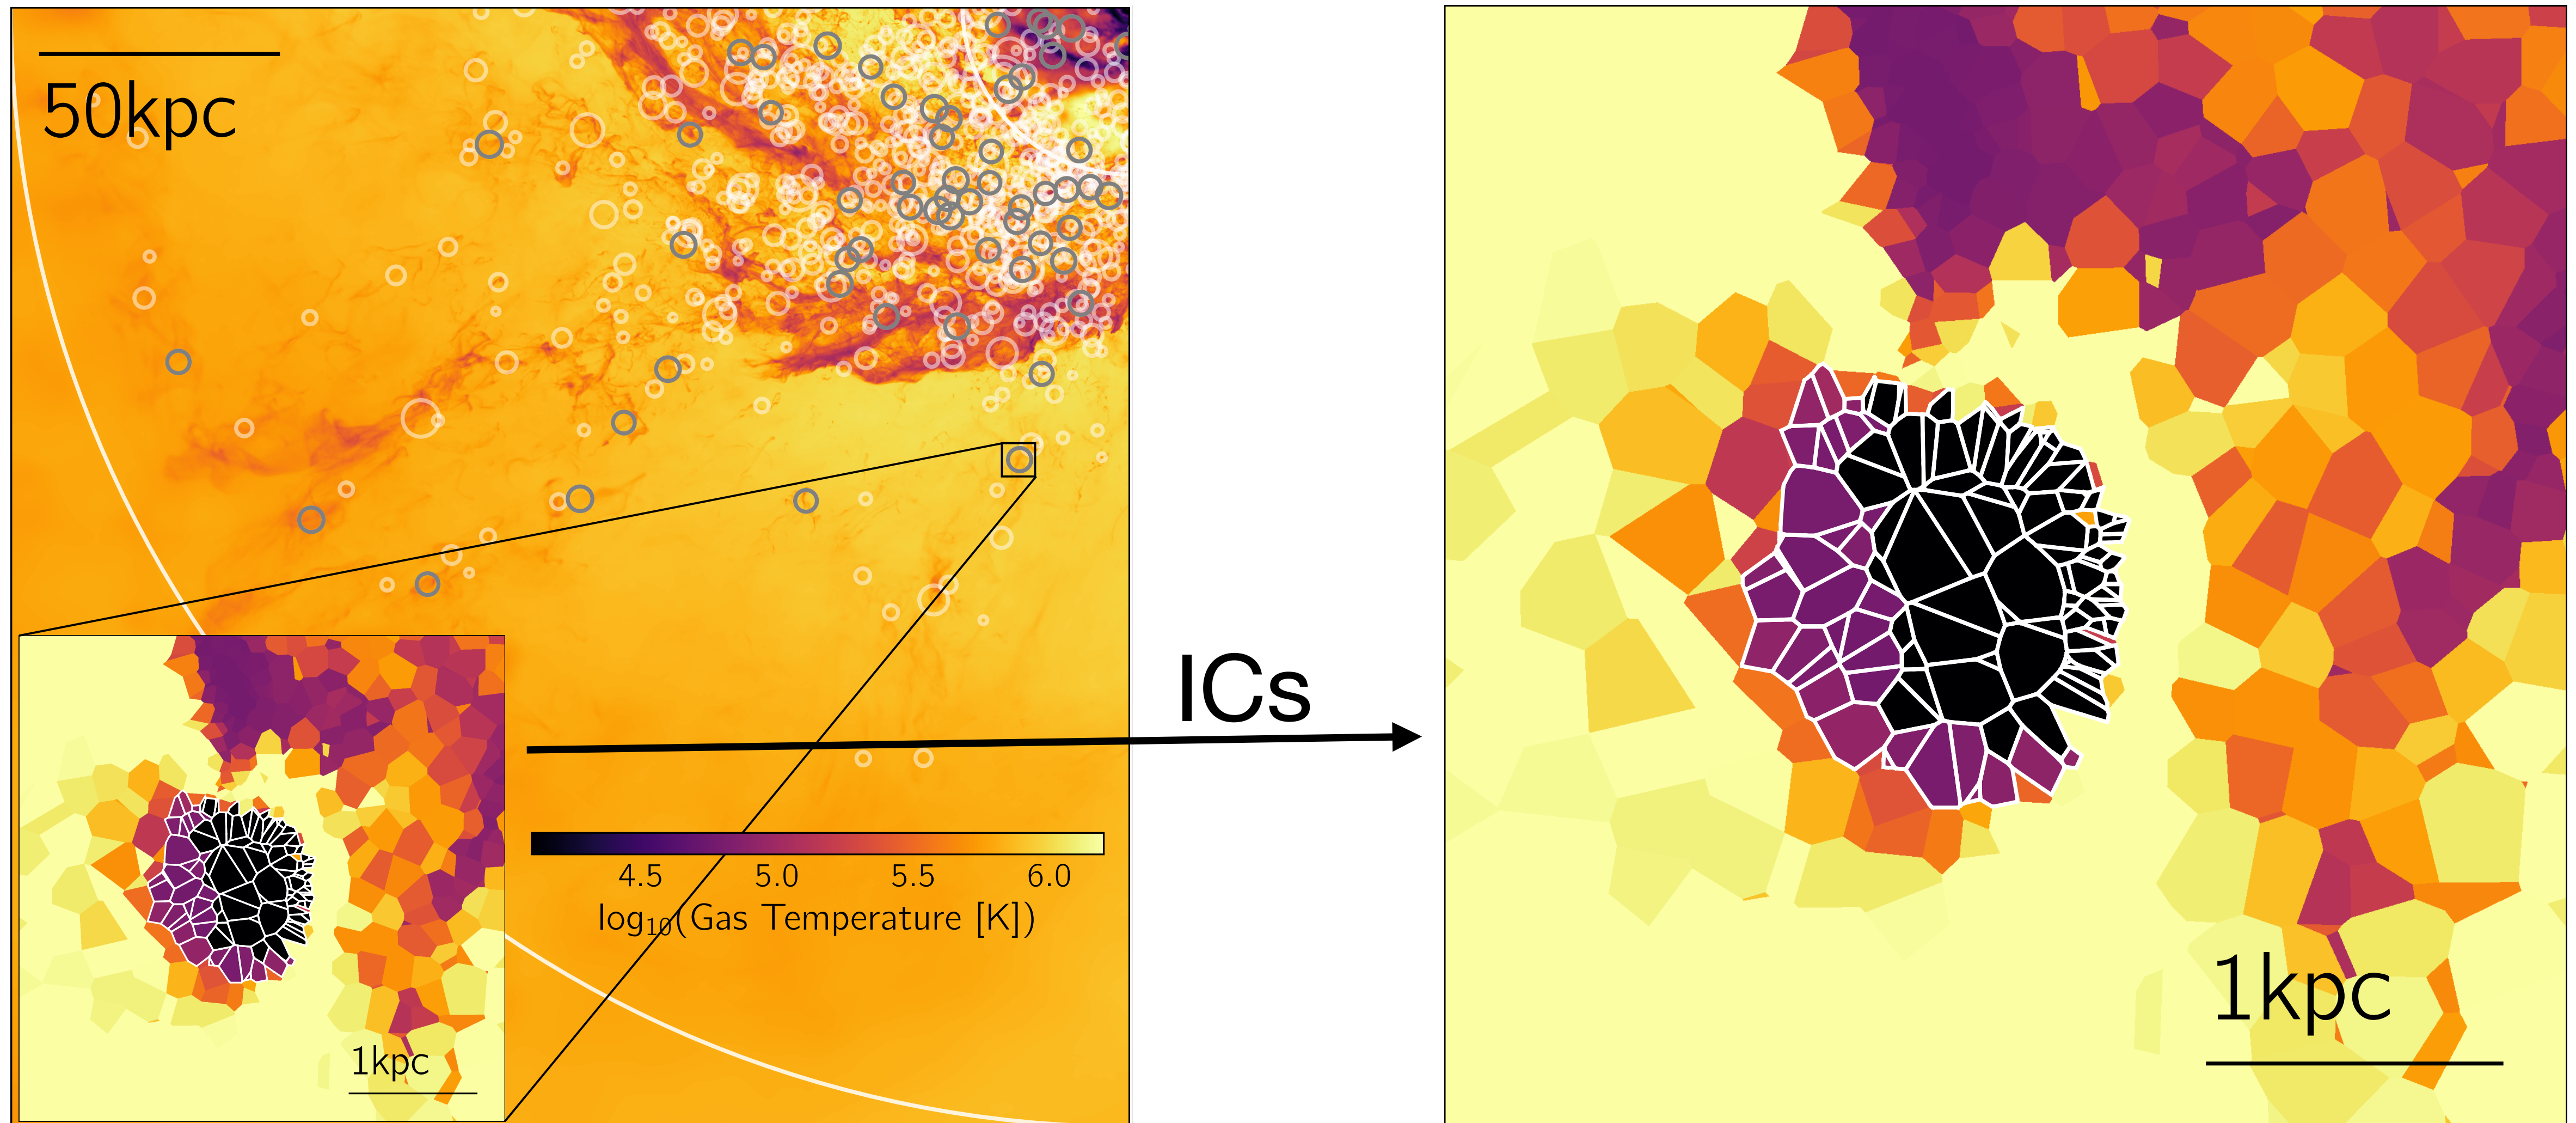 50kpc
ICs
4.5 5.0 5.5 6.0
log₁₀(Gas Temperature [K])
1kpc
1kpc